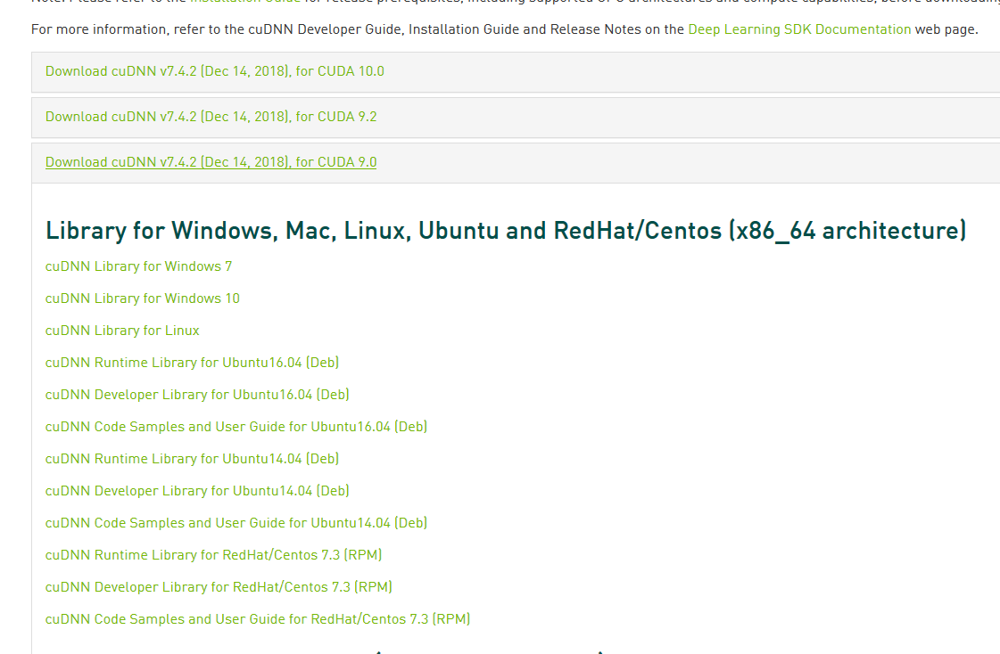 Note: Please refer to the Installation Guide for release prerequisites, including supported GPU architectures and compute capabilities, before downloading
For more information, refer to the cuDNN Developer Guide, Installation Guide and Release Notes on the Deep Learning SDK Documentation web page.
Download cuDNN v7.4.2 (Dec 14, 2018), for CUDA 10.0
Download cuDNN v7.4.2 (Dec 14, 2018), for CUDA 9.2
Download cuDNN v7.4.2 (Dec 14, 2018), for CUDA 9.0
Library for Windows, Mac, Linux, Ubuntu and RedHat/Centos (x86_64 architecture)
cuDNN Library for Windows 7
cuDNN Library for Windows 10
cuDNN Library for Linux
cuDNN Runtime Library for Ubuntu16.04 (Deb)
cuDNN Developer Library for Ubuntu16.04 (Deb)
cuDNN Code Samples and User Guide for Ubuntu16.04 (Deb)
cuDNN Runtime Library for Ubuntu14.04 (Deb)
cuDNN Developer Library for Ubuntu14.04 (Deb)
cuDNN Code Samples and User Guide for Ubuntu14.04 (Deb)
cuDNN Runtime Library for RedHat/Centos 7.3 (RPM)
cuDNN Developer Library for RedHat/Centos 7.3 (RPM)
cuDNN Code Samples and User Guide for RedHat/Centos 7.3 (RPM)